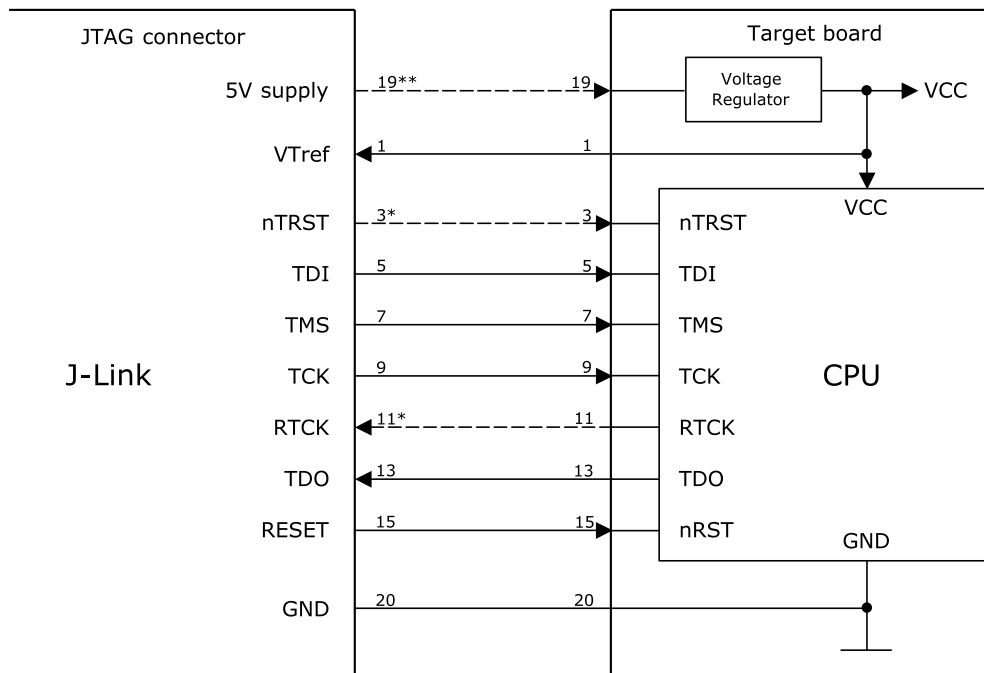 JTAG connector
Target board
5V supply 19** 19 Voltage Regulator VCC
VTref 1 1
VCC
nTRST 3* 3 nTRST
TDI 5 5 TDI
TMS 7 7 TMS
J-Link TCK 9 9 TCK CPU
RTCK 11* 11 RTCK
TDO 13 13 TDO
RESET 15 15 nRST
GND
GND 20 20